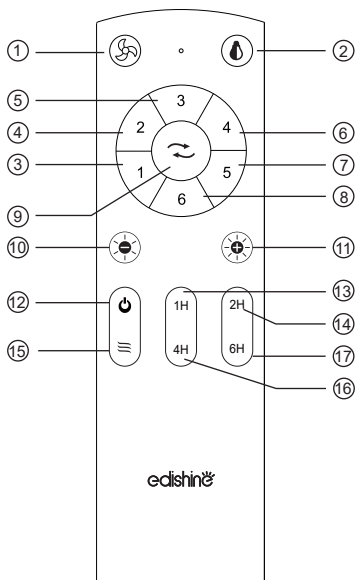 ① ②
⑤ 3
④ 2 4 ⑥
③ 1 5 ⑦
6 ⑧
⑨
⑩ ⑪
⑫ 1H 2H ⑬
⑭
⑮ 4H 6H ⑰
⑯
edishine